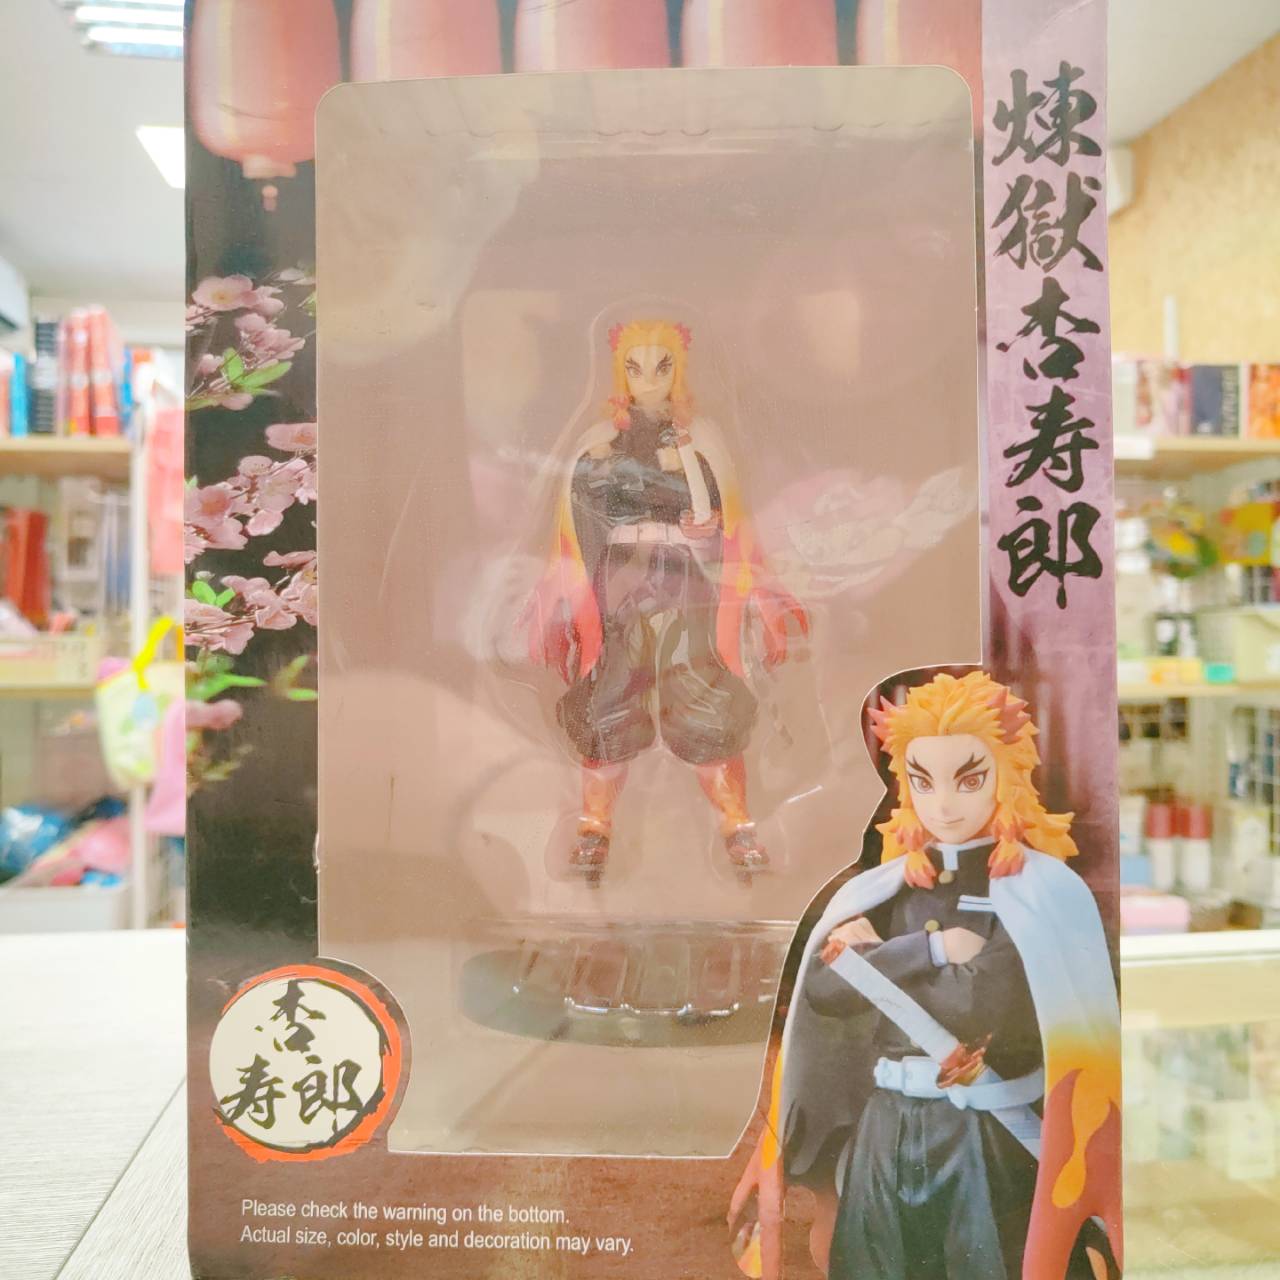 煉獄杏寿郎
杏
寿郎
Please check the warning on the bottom.
Actual size, color, style and decoration may vary.